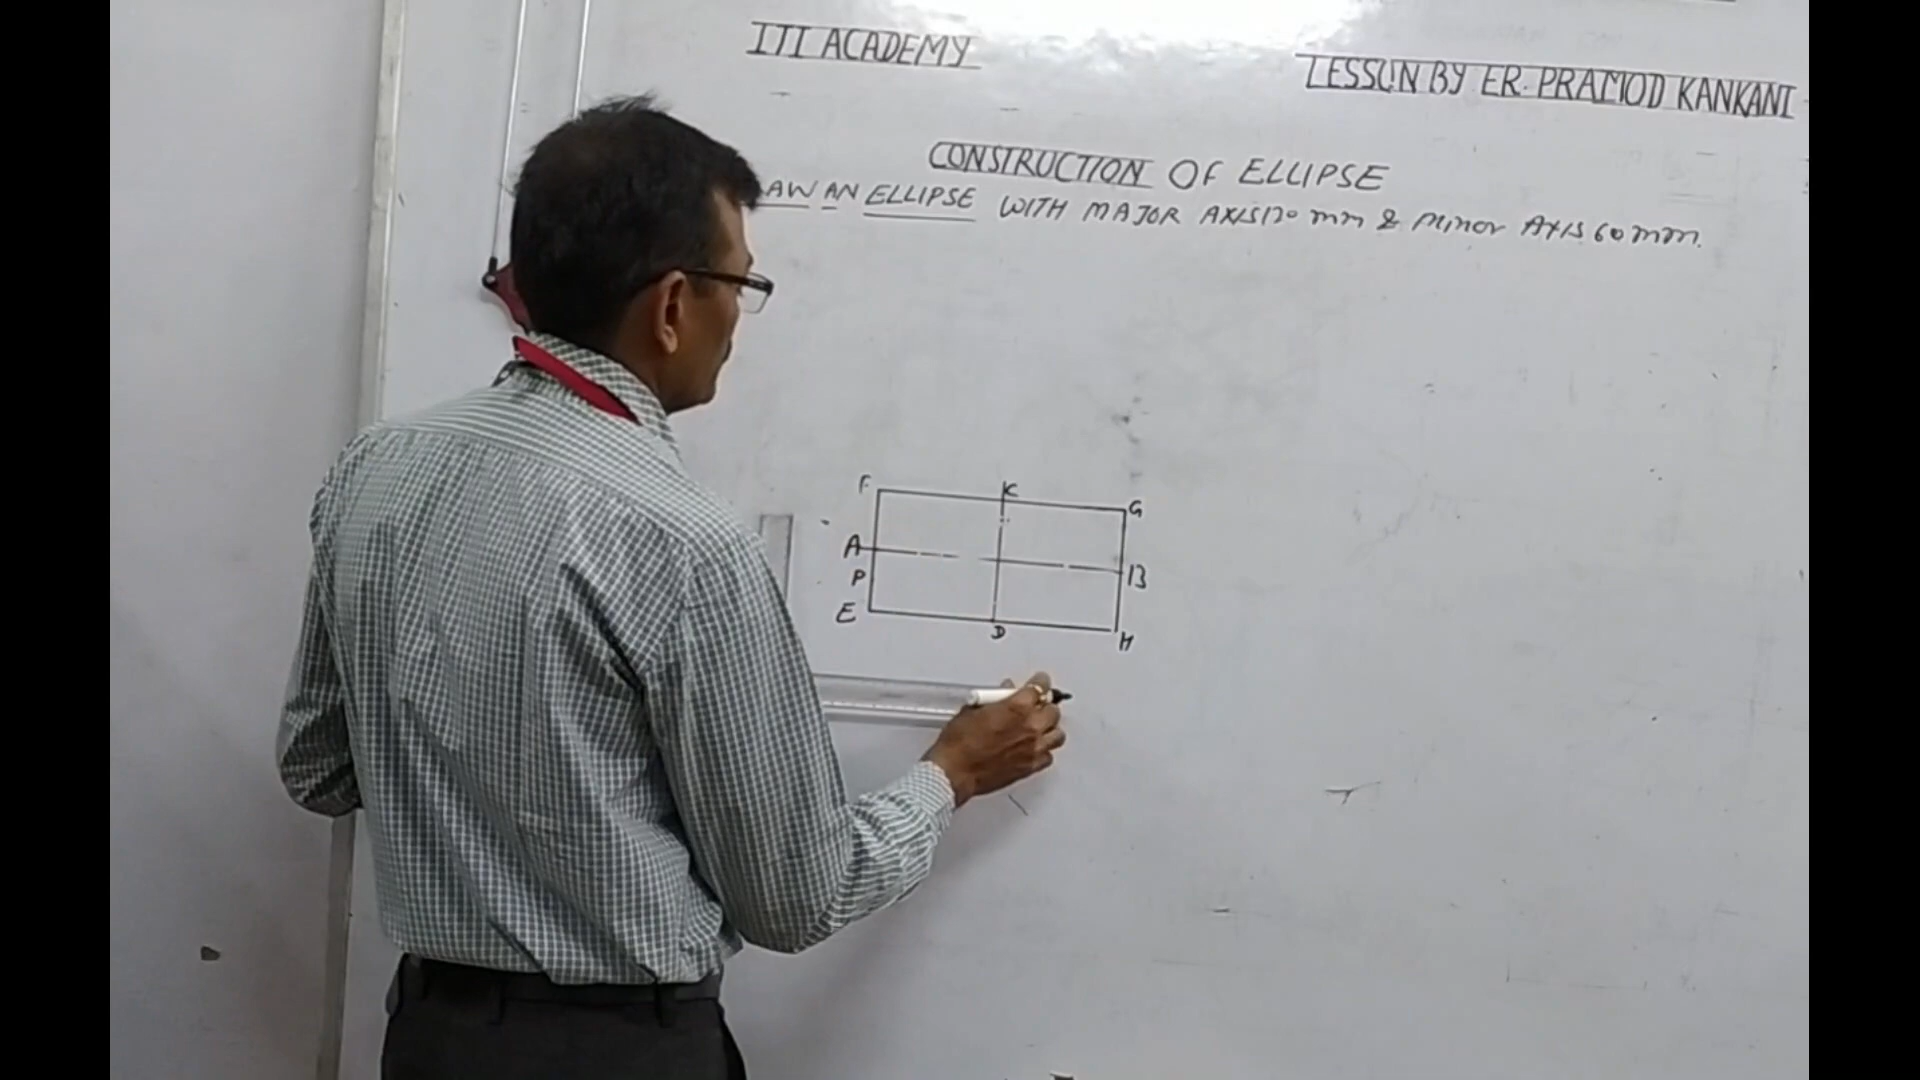 ITI ACADEMY
LESSON BY ER. PRAMOD KANKANI
CONSTRUCTION OF ELLIPSE
AW AN ELLIPSE WITH MAJOR AXIS 120 mm & minor AXIS 60 mm.
F K G
A B
P
E D H